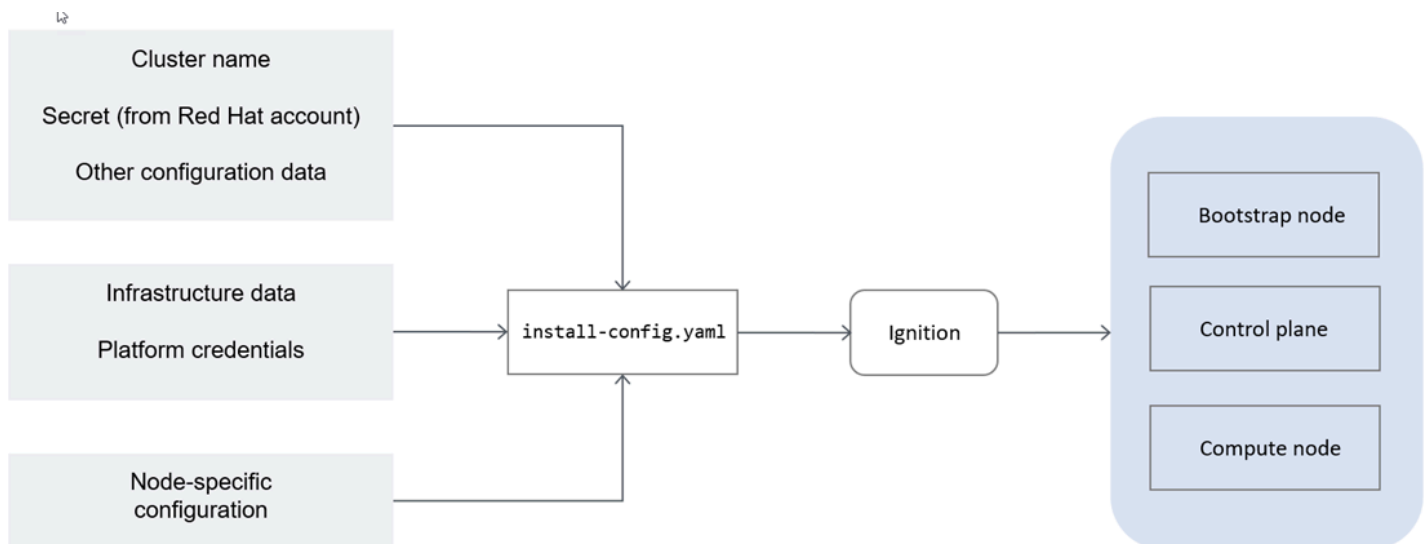 Cluster name
Secret (from Red Hat account)
Other configuration data
Infrastructure data
Platform credentials
Node-specific
configuration
install-config.yaml
Ignition
Bootstrap node
Control plane
Compute node